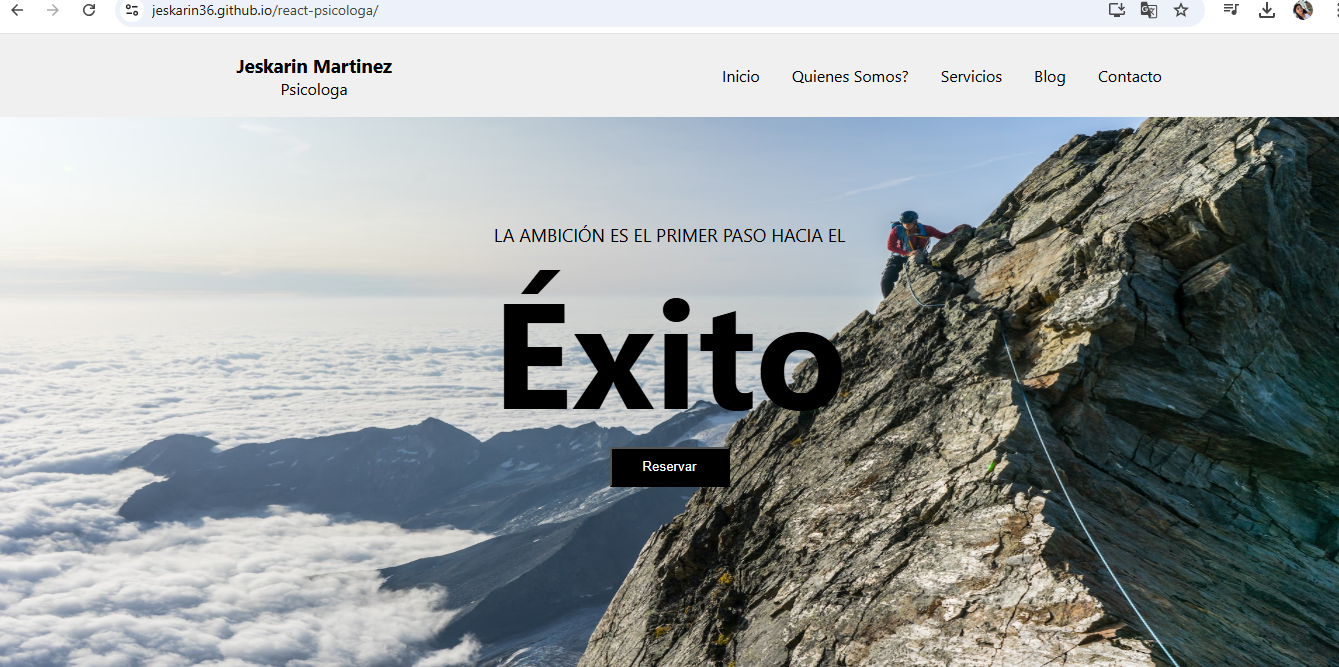 jeskarin36.github.io/react-psicologa/
Jeskarin Martinez
Psicologa
Inicio Quienes Somos? Servicios Blog Contacto
LA AMBICIÓN ES EL PRIMER PASO HACIA EL
Éxito
Reservar